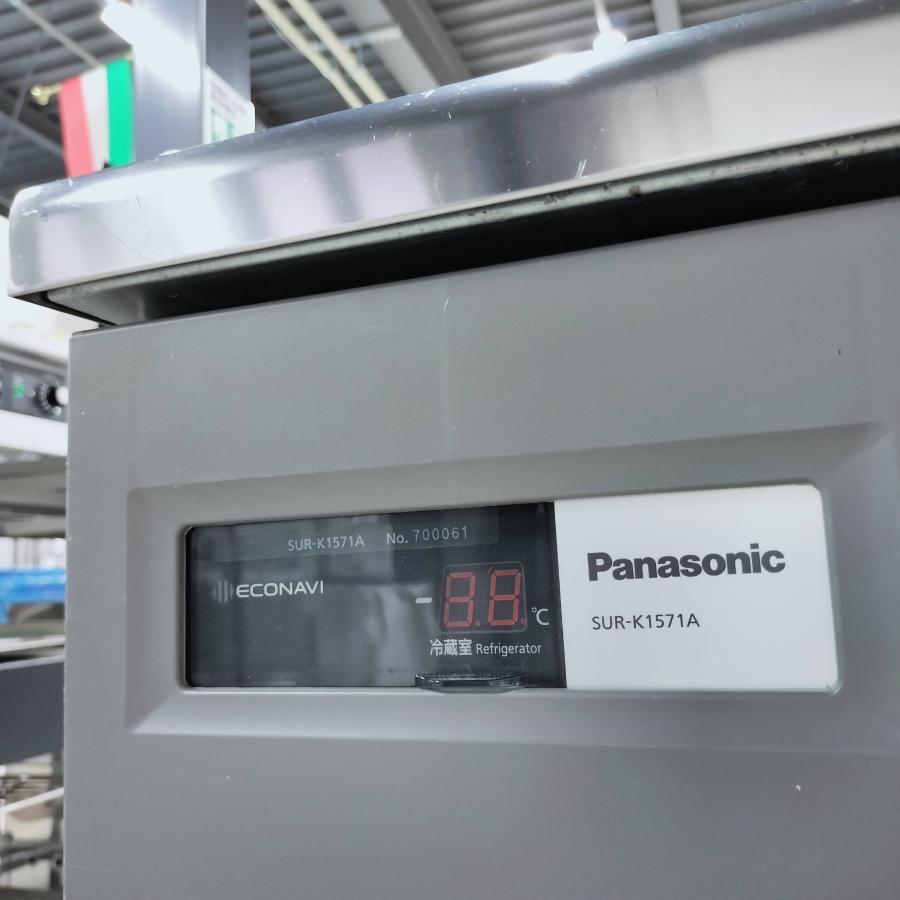 SUR-K1571A No. 700061
ECONAVI
-8.8. ℃
冷蔵室 Refrigerator
Panasonic
SUR-K1571A